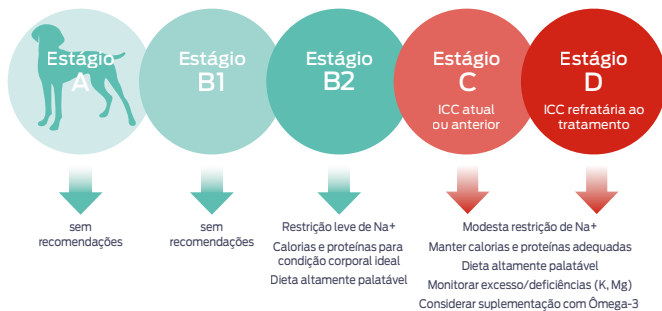 Estágio
A
Estágio
B1
Estágio
B2
Estágio
C
ICC atual
ou anterior
Estágio
D
ICC refratária ao
tratamento
sem
recomendações
sem
recomendações
Restrição leve de Na+
Calorias e proteínas para
condição corporal ideal
Dieta altamente palatável
Modesta restrição de Na+
Manter calorias e proteínas adequadas
Dieta altamente palatável
Monitorar excesso/deficiências (K, Mg)
Considerar suplementação com Ômega-3